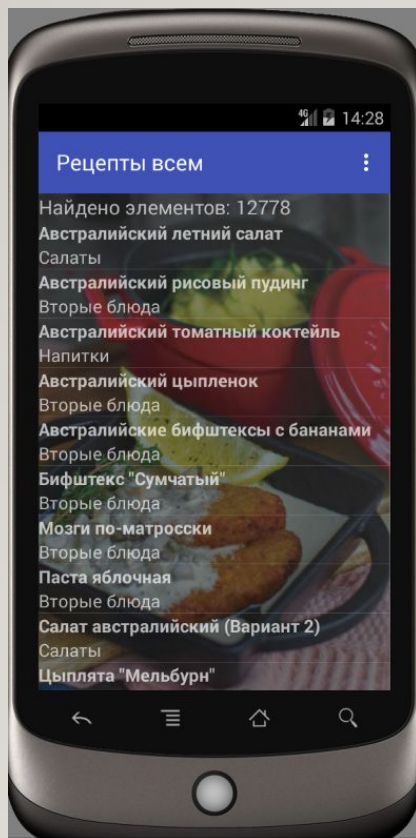 4G 14:28
Рецепты всем
Найдено элементов: 12778
Австралийский летний салат
Салаты
Австралийский рисовый пудинг
Вторые блюда
Австралийский томатный коктейль
Напитки
Австралийский цыпленок
Вторые блюда
Австралийские бифштексы с бананами
Вторые блюда
Бифштекс "Сумчатый"
Вторые блюда
Мозги по-матросски
Вторые блюда
Паста яблочная
Вторые блюда
Салат австралийский (Вариант 2)
Салаты
Цыплята "Мельбурн"